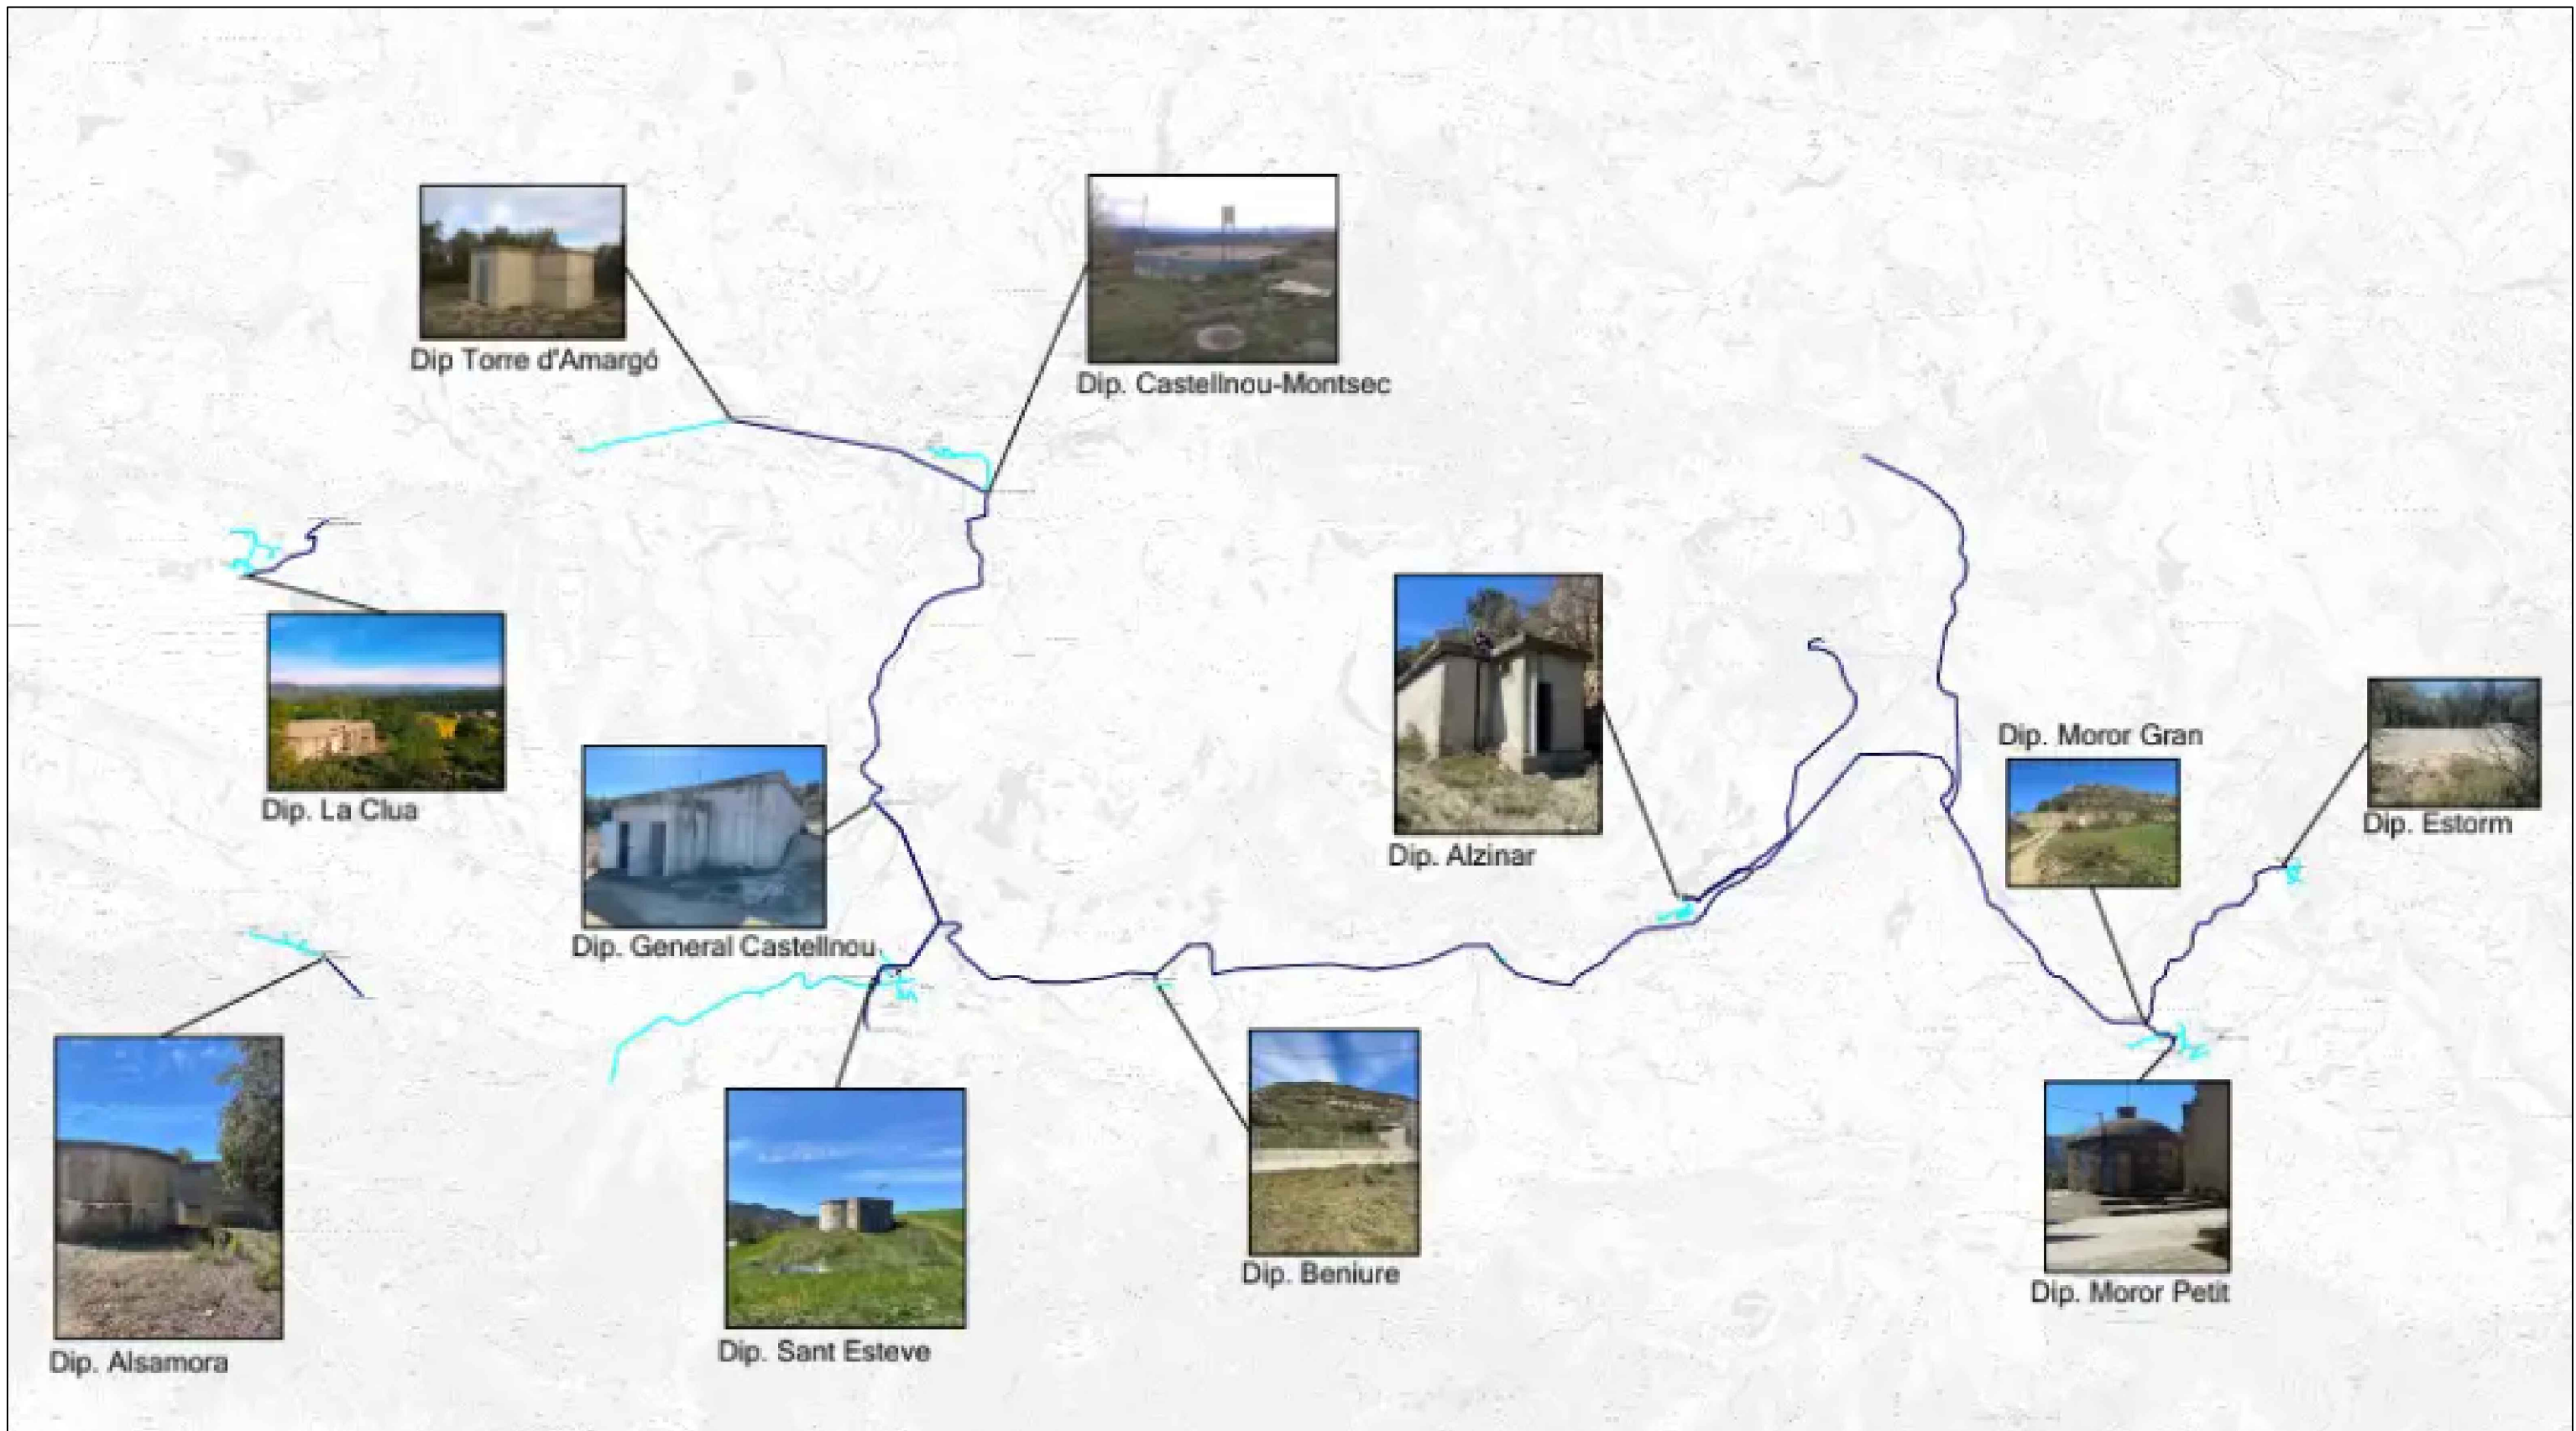 Dip Torre d'Amargó
Dip. Castellnou-Montsec
Dip. La Clua
Dip. General Castellnou
Dip. Alzinar
Dip. Moror Gran
Dip. Estorm
Dip. Alsamora
Dip. Sant Esteve
Dip. Beniure
Dip. Moror Petit